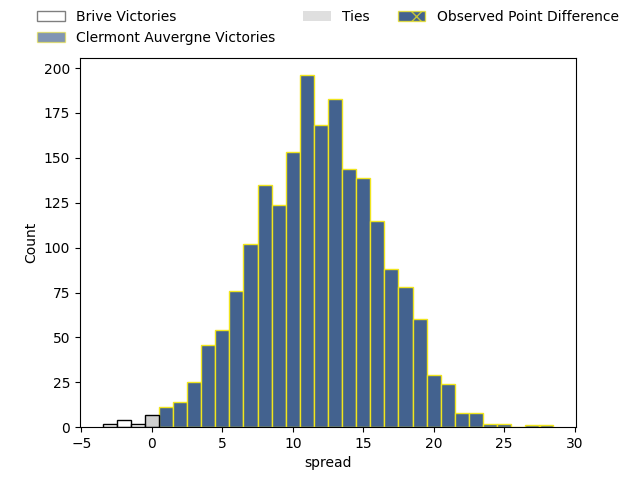 Brive Victories
Ties
Observed Point Difference
Clermont Auvergne Victories
200
175
150
125
100
75
50
25
0
Count
−5 0 5 10 15 20 25 30
spread